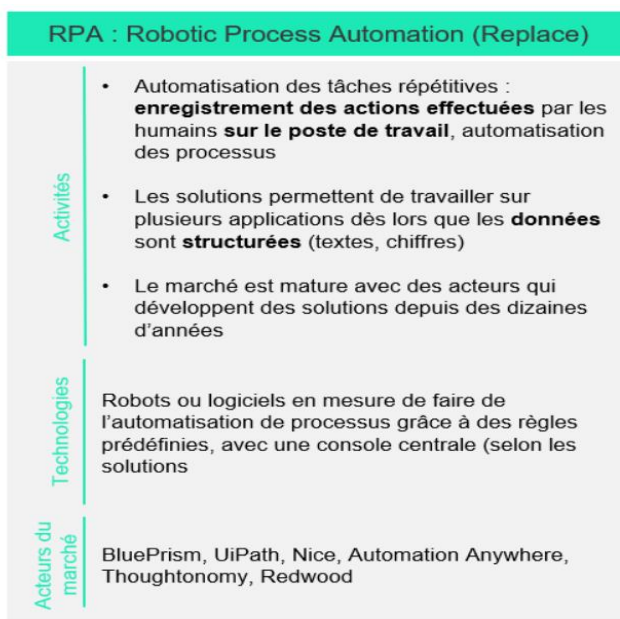 RPA : Robotic Process Automation (Replace)
Activités
• Automatisation des tâches répétitives :
enregistrement des actions effectuées par les
humains sur le poste de travail, automatisation
des processus
• Les solutions permettent de travailler sur
plusieurs applications dès lors que les données
sont structurées (textes, chiffres)
• Le marché est mature avec des acteurs qui
développent des solutions depuis des dizaines
d'années
Technologies
Robots ou logiciels en mesure de faire de
l'automatisation de processus grâce à des règles
prédéfinies, avec une console centrale (selon les
solutions
Acteurs du
marché
BluePrism, UiPath, Nice, Automation Anywhere,
Thoughtonomy, Redwood